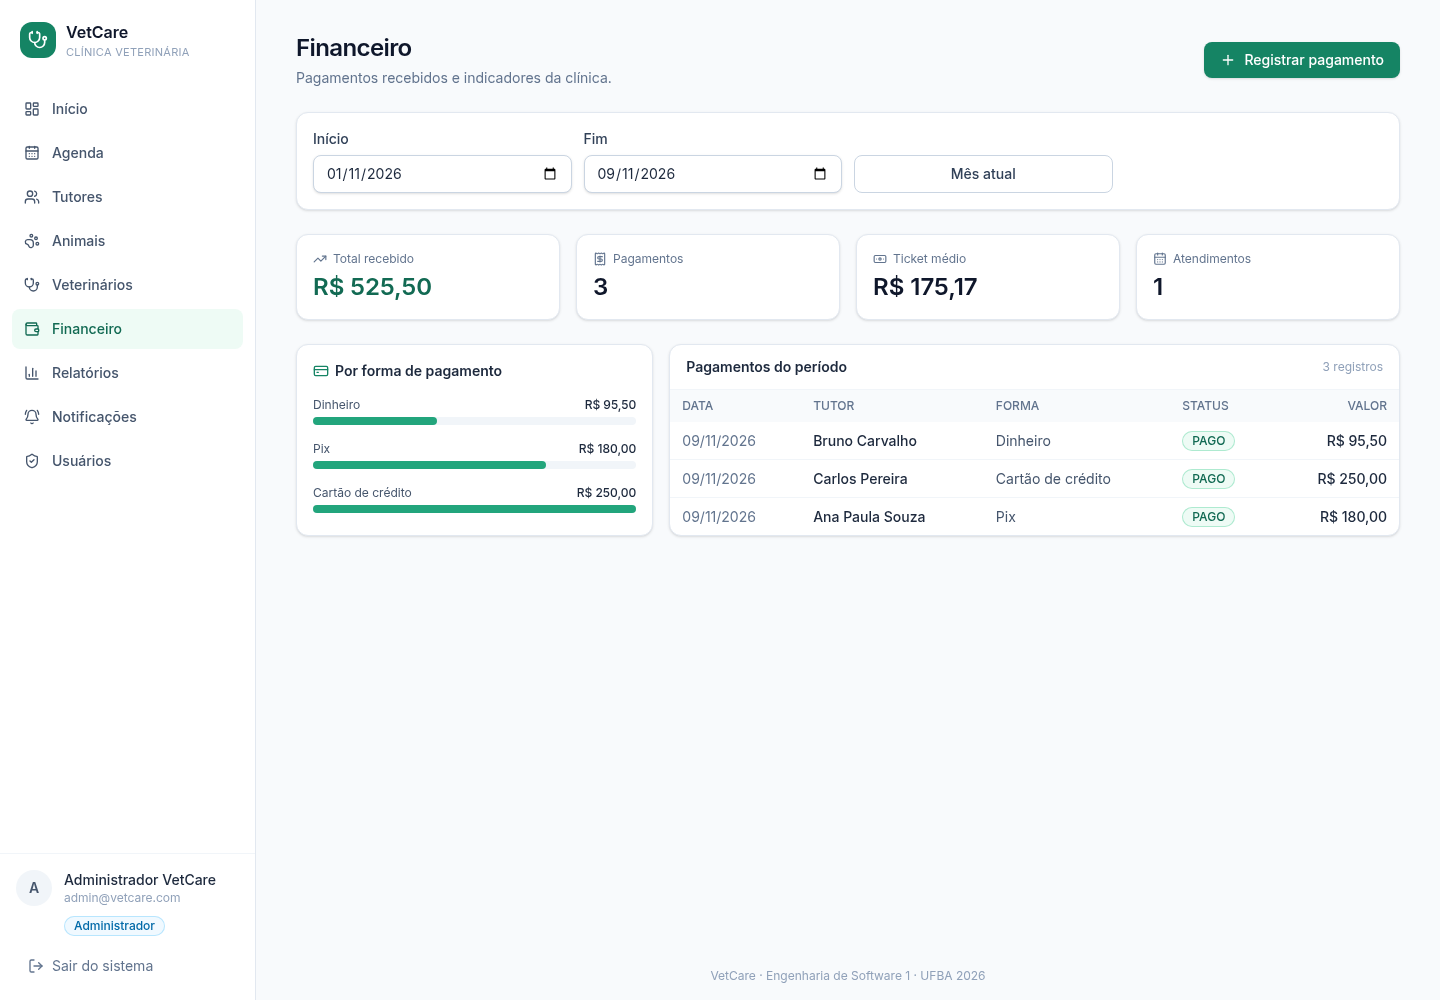 VetCare
CLÍNICA VETERINÁRIA
Início
Agenda
Tutores
Animais
Veterinários
Financeiro
Relatórios
Notificações
Usuários
A
Administrador VetCare
admin@vetcare.com
Administrador
Sair do sistema
Financeiro
Pagamentos recebidos e indicadores da clínica.
Registrar pagamento
Início Fim
01/11/2026 09/11/2026 Mês atual
Total recebido Pagamentos Ticket médio Atendimentos
R$ 525,50 3 R$ 175,17 1
Por forma de pagamento
Dinheiro R$ 95,50
Pix R$ 180,00
Cartão de crédito R$ 250,00
Pagamentos do período 3 registros
DATA TUTOR FORMA STATUS VALOR
09/11/2026 Bruno Carvalho Dinheiro PAGO R$ 95,50
09/11/2026 Carlos Pereira Cartão de crédito PAGO R$ 250,00
09/11/2026 Ana Paula Souza Pix PAGO R$ 180,00
VetCare · Engenharia de Software 1 · UFBA 2026